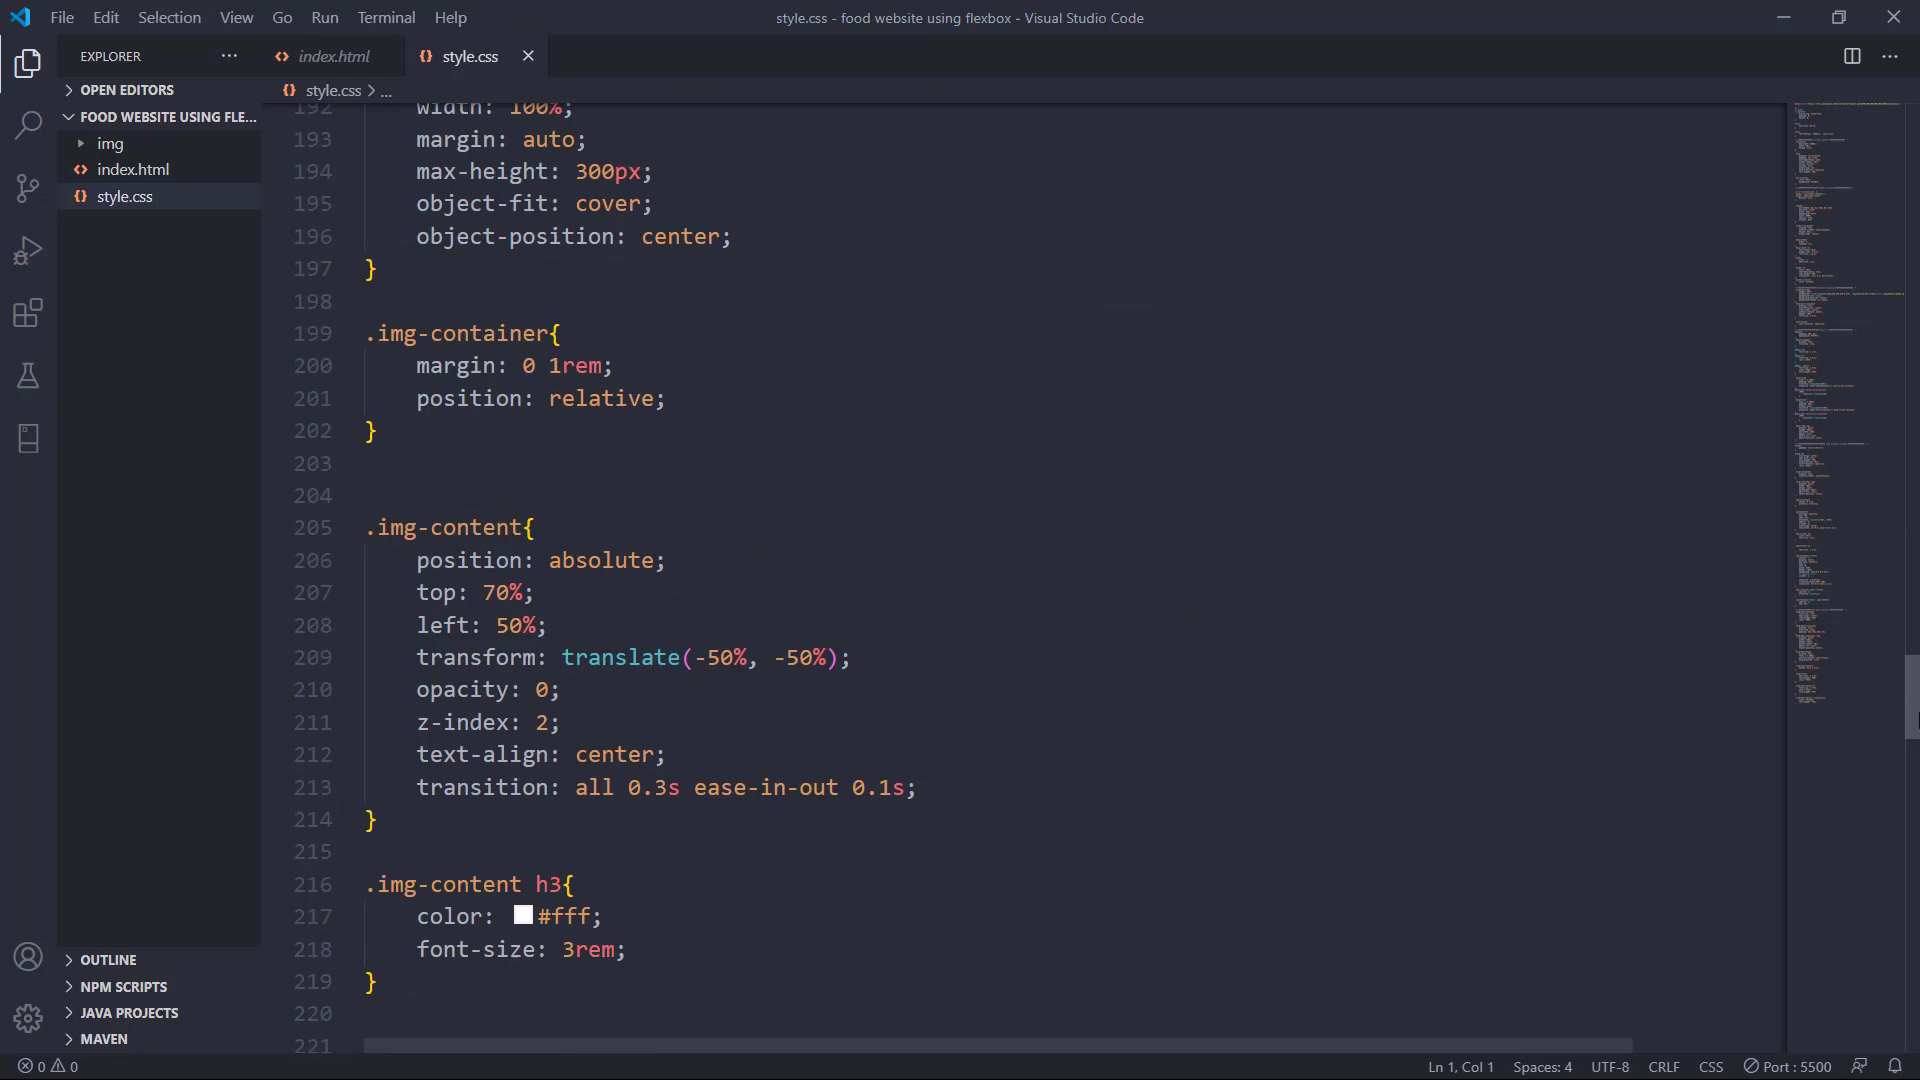 File Edit Selection View Go Run Terminal Help
style.css - food website using flexbox - Visual Studio Code
EXPLORER
index.html
style.css
OPEN EDITORS
style.css > ...
FOOD WEBSITE USING FLE...
img
index.html
style.css
192 width: 100%;
193 margin: auto;
194 max-height: 300px;
195 object-fit: cover;
196 object-position: center;
197 }
198
199 .img-container{
200 margin: 0 1rem;
201 position: relative;
202 }
203
204
205 .img-content{
206 position: absolute;
207 top: 70%;
208 left: 50%;
209 transform: translate(-50%, -50%);
210 opacity: 0;
211 z-index: 2;
212 text-align: center;
213 transition: all 0.3s ease-in-out 0.1s;
214 }
215
216 .img-content h3{
217 color: #fff;
218 font-size: 3rem;
219 }
220
221
OUTLINE
NPM SCRIPTS
JAVA PROJECTS
MAVEN
0 0
Ln 1, Col 1 Spaces: 4 UTF-8 CRLF CSS Port : 5500